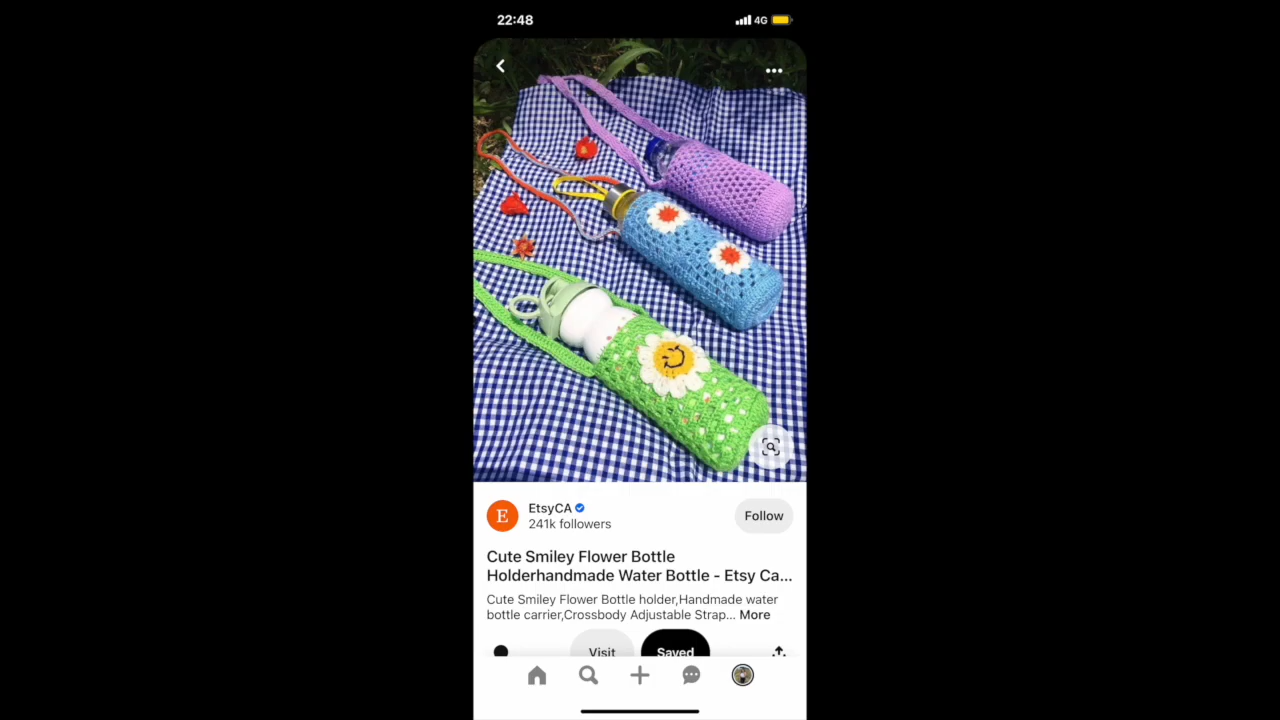 22:48
4G
E
EtsyCA
241k followers
Follow
Cute Smiley Flower Bottle
Holderhandmade Water Bottle - Etsy Ca...
Cute Smiley Flower Bottle holder,Handmade water
bottle carrier,Crossbody Adjustable Strap... More
Visit
Saved